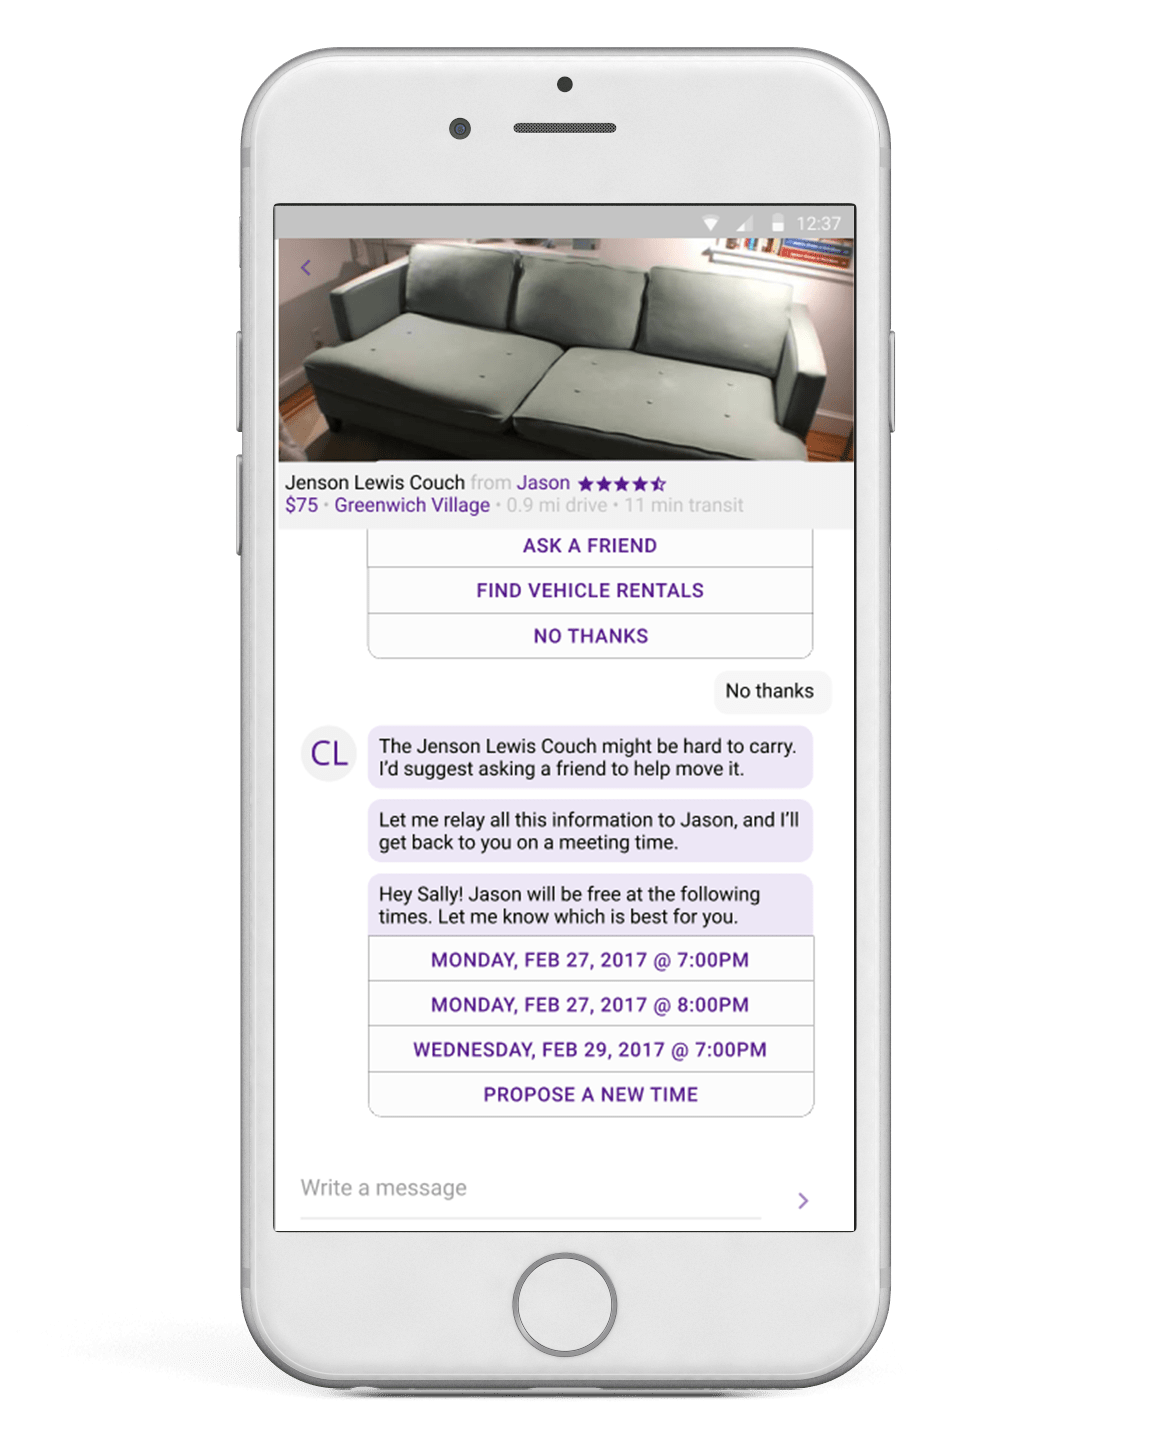 12:37
Jenson Lewis Couch from Jason
$75 • Greenwich Village • 0.9 mi drive • 11 min transit
ASK A FRIEND
FIND VEHICLE RENTALS
NO THANKS
No thanks
CL
The Jenson Lewis Couch might be hard to carry.
I’d suggest asking a friend to help move it.
Let me relay all this information to Jason, and I’ll
get back to you on a meeting time.
Hey Sally! Jason will be free at the following
times. Let me know which is best for you.
MONDAY, FEB 27, 2017 @ 7:00PM
MONDAY, FEB 27, 2017 @ 8:00PM
WEDNESDAY, FEB 29, 2017 @ 7:00PM
PROPOSE A NEW TIME
Write a message